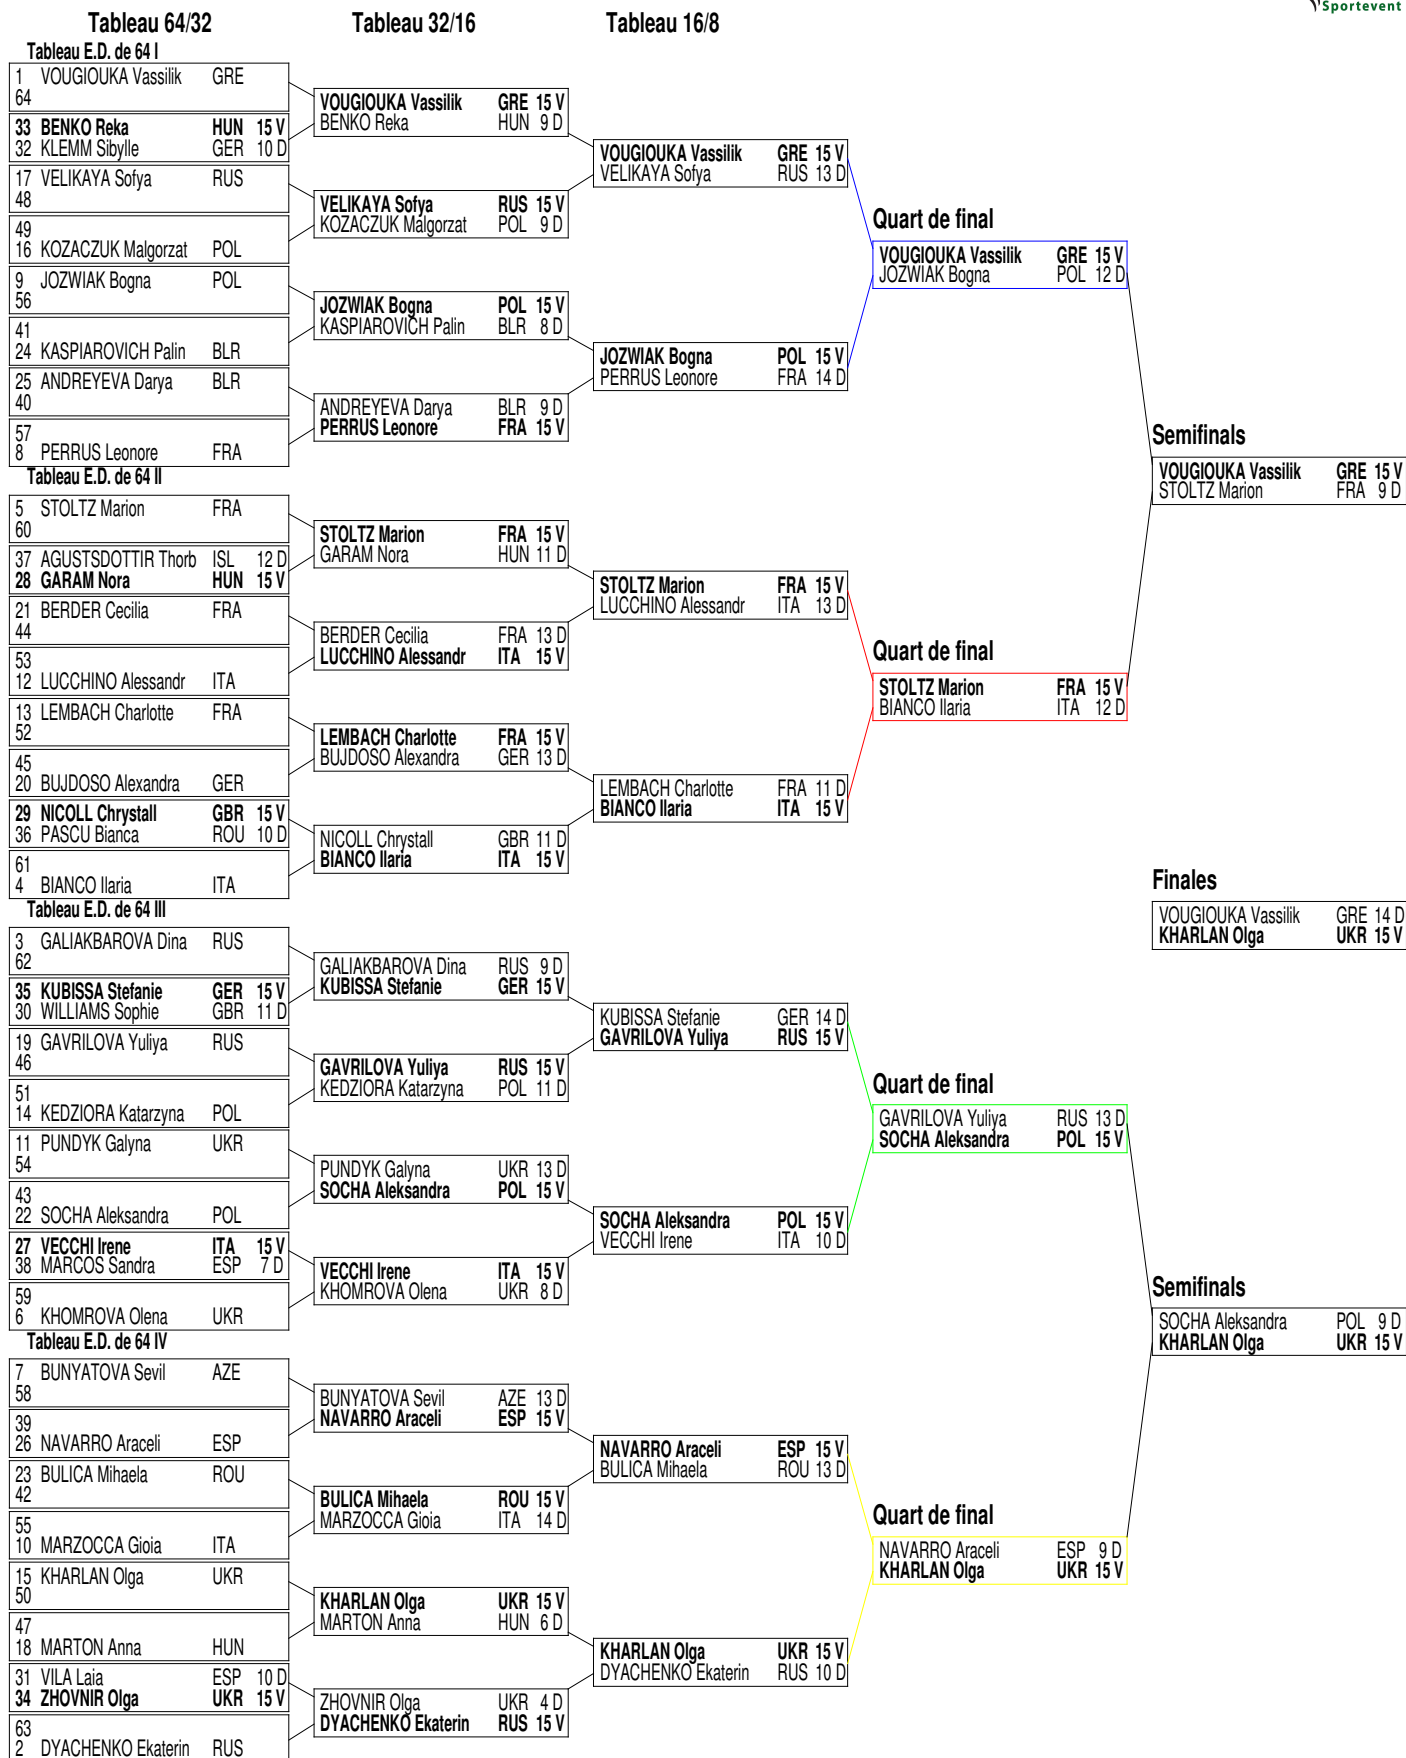 Sportevent
Tableau 64/32
Tableau 32/16
Tableau 16/8
Tableau E.D. de 64 I
1 VOUGIOUKA Vassilik GRE
64
33 BENKO Reka HUN 15 V
32 KLEMM Sibylle GER 10 D
17 VELIKAYA Sofya RUS
48
49
16 KOZACZUK Malgorzat POL
9 JOZWIAK Bogna POL
56
41
24 KASPIAROVICH Palin BLR
25 ANDREYEVA Darya BLR
40
57
8 PERRUS Leonore FRA
Tableau E.D. de 64 II
5 STOLTZ Marion FRA
60
37 AGUSTSDOTTIR Thorb ISL 12 D
28 GARAM Nora HUN 15 V
21 BERDER Cecilia FRA
44
53
12 LUCCHINO Alessandr ITA
13 LEMBACH Charlotte FRA
52
45
20 BUJDOSO Alexandra GER
29 NICOLL Chrystall GBR 15 V
36 PASCU Bianca ROU 10 D
61
4 BIANCO Ilaria ITA
Tableau E.D. de 64 III
3 GALIAKBAROVA Dina RUS
62
35 KUBISSA Stefanie GER 15 V
30 WILLIAMS Sophie GBR 11 D
19 GAVRILOVA Yuliya RUS
46
51
14 KEDZIORA Katarzyna POL
11 PUNDYK Galyna UKR
54
43
22 SOCHA Aleksandra POL
27 VECCHI Irene ITA 15 V
38 MARCOS Sandra ESP 7 D
59
6 KHOMROVA Olena UKR
Tableau E.D. de 64 IV
7 BUNYATOVA Sevil AZE
58
39
26 NAVARRO Araceli ESP
23 BULICA Mihaela ROU
42
55
10 MARZOCCA Gioia ITA
15 KHARLAN Olga UKR
50
47
18 MARTON Anna HUN
31 VILA Laia ESP 10 D
34 ZHOVNIR Olga UKR 15 V
63
2 DYACHENKO Ekaterin RUS
VOUGIOUKA Vassilik GRE 15 V
BENKO Reka HUN 9 D
VELIKAYA Sofya RUS 15 V
KOZACZUK Malgorzat POL 9 D
JOZWIAK Bogna POL 15 V
KASPIAROVICH Palin BLR 8 D
ANDREYEVA Darya BLR 9 D
PERRUS Leonore FRA 15 V
STOLTZ Marion FRA 15 V
GARAM Nora HUN 11 D
BERDER Cecilia FRA 13 D
LUCCHINO Alessandr ITA 15 V
LEMBACH Charlotte FRA 15 V
BUJDOSO Alexandra GER 13 D
NICOLL Chrystall GBR 11 D
BIANCO Ilaria ITA 15 V
GALIAKBAROVA Dina RUS 9 D
KUBISSA Stefanie GER 15 V
GAVRILOVA Yuliya RUS 15 V
KEDZIORA Katarzyna POL 11 D
PUNDYK Galyna UKR 13 D
SOCHA Aleksandra POL 15 V
VECCHI Irene ITA 15 V
KHOMROVA Olena UKR 8 D
BUNYATOVA Sevil AZE 13 D
NAVARRO Araceli ESP 15 V
BULICA Mihaela ROU 15 V
MARZOCCA Gioia ITA 14 D
KHARLAN Olga UKR 15 V
MARTON Anna HUN 6 D
ZHOVNIR Olga UKR 4 D
DYACHENKO Ekaterin RUS 15 V
VOUGIOUKA Vassilik GRE 15 V
VELIKAYA Sofya RUS 13 D
JOZWIAK Bogna POL 15 V
PERRUS Leonore FRA 14 D
STOLTZ Marion FRA 15 V
LUCCHINO Alessandr ITA 13 D
LEMBACH Charlotte FRA 11 D
BIANCO Ilaria ITA 15 V
KUBISSA Stefanie GER 14 D
GAVRILOVA Yuliya RUS 15 V
SOCHA Aleksandra POL 15 V
VECCHI Irene ITA 10 D
NAVARRO Araceli ESP 15 V
BULICA Mihaela ROU 13 D
KHARLAN Olga UKR 15 V
DYACHENKO Ekaterin RUS 10 D
Quart de final
VOUGIOUKA Vassilik GRE 15 V
JOZWIAK Bogna POL 12 D
Quart de final
STOLTZ Marion FRA 15 V
BIANCO Ilaria ITA 12 D
Quart de final
GAVRILOVA Yuliya RUS 13 D
SOCHA Aleksandra POL 15 V
Quart de final
NAVARRO Araceli ESP 9 D
KHARLAN Olga UKR 15 V
Semifinals
VOUGIOUKA Vassilik GRE 15 V
STOLTZ Marion FRA 9 D
Finales
VOUGIOUKA Vassilik GRE 14 D
KHARLAN Olga UKR 15 V
Semifinals
SOCHA Aleksandra POL 9 D
KHARLAN Olga UKR 15 V